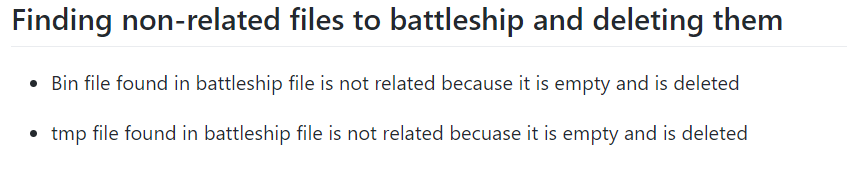 Finding non-related files to battleship and deleting them
Bin file found in battleship file is not related because it is empty and is deleted
tmp file found in battleship file is not related becuase it is empty and is deleted